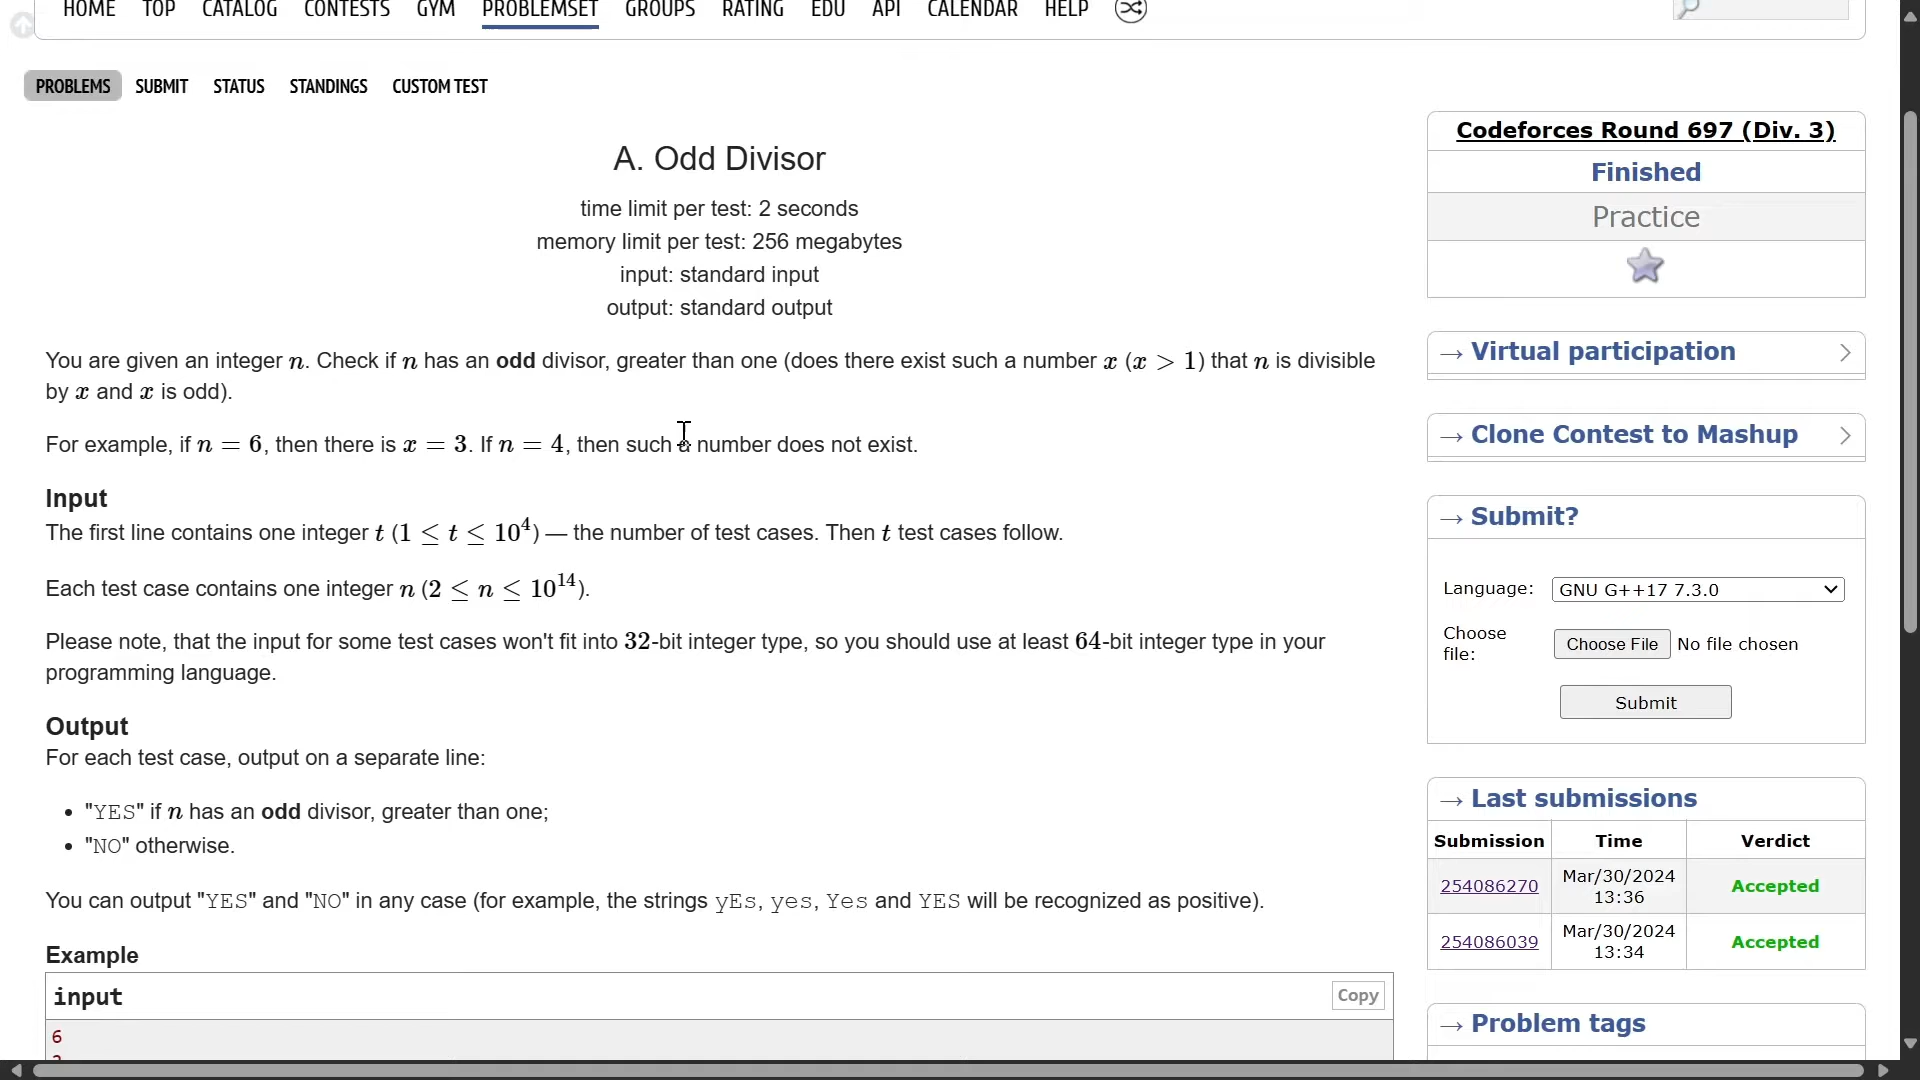 HOME TOP CATALOG CONTESTS GYM PROBLEMSET GROUPS RATING EDU API CALENDAR HELP
PROBLEMS SUBMIT STATUS STANDINGS CUSTOM TEST
A. Odd Divisor
time limit per test: 2 seconds
memory limit per test: 256 megabytes
input: standard input
output: standard output
You are given an integer n. Check if n has an odd divisor, greater than one (does there exist such a number x (x > 1) that n is divisible
by x and x is odd).
For example, if n = 6, then there is x = 3. If n = 4, then such a number does not exist.
Input
The first line contains one integer t (1 ≤ t ≤ 10^4) — the number of test cases. Then t test cases follow.
Each test case contains one integer n (2 ≤ n ≤ 10^14).
Please note, that the input for some test cases won't fit into 32-bit integer type, so you should use at least 64-bit integer type in your
programming language.
Output
For each test case, output on a separate line:
• "YES" if n has an odd divisor, greater than one;
• "NO" otherwise.
You can output "YES" and "NO" in any case (for example, the strings yEs, yes, Yes and YES will be recognized as positive).
Example
input
Copy
6
Codeforces Round 697 (Div. 3)
Finished
Practice
→ Virtual participation
→ Clone Contest to Mashup
→ Submit?
Language: GNU G++17 7.3.0
Choose
file: Choose File No file chosen
Submit
→ Last submissions
Submission Time Verdict
254086270 Mar/30/2024 13:36 Accepted
254086039 Mar/30/2024 13:34 Accepted
→ Problem tags